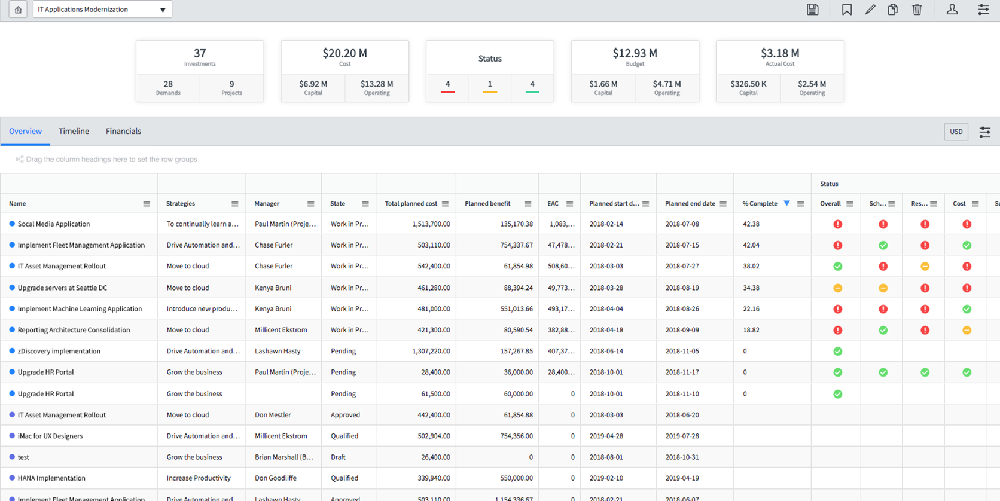 IT Applications Modernization
37
Investments
28
Demands
9
Projects
$20.20 M
Cost
$6.92 M
Capital
$13.28 M
Operating
Status
4
1
4
$12.93 M
Budget
$1.66 M
Capital
$4.71 M
Operating
$3.18 M
Actual Cost
$326.50 K
Capital
$2.54 M
Operating
Overview Timeline Financials USD
Drag the column headings here to set the row groups
Status
Name Strategies Manager State Total planned cost Planned benefit EAC Planned start d... Planned end date % Complete Overall Sch... Res... Cost Sc
Socal Media Application To continually learn a... Paul Martin (Proje... Work in Pr... 1,513,700.00 135,170.38 1,083,... 2018-02-14 2018-07-08 42.38
Implement Fleet Management Application Drive Automation and... Chase Furler Work in Pr... 503,110.00 754,337.67 47,478... 2018-02-21 2018-07-15 42.04
IT Asset Management Rollout Move to cloud Chase Furler Work in Pr... 542,400.00 61,854.98 508,60... 2018-03-03 2018-07-27 38.02
Upgrade servers at Seattle DC Move to cloud Kenya Bruni Work in Pr... 461,280.00 88,394.24 49,773... 2018-03-28 2018-08-19 34.38
Implement Machine Learning Application Introduce new produ... Kenya Bruni Work in Pr... 481,000.00 551,013.66 493,17... 2018-04-04 2018-08-26 22.16
Reporting Architecture Consolidation Move to cloud Millicent Ekstrom Work in Pr... 421,300.00 80,590.54 382,88... 2018-04-18 2018-09-09 18.82
zDiscovery implementation Drive Automation and... Lashawn Hasty Pending 1,307,220.00 157,267.85 407,37... 2018-06-14 2018-11-05 0
Upgrade HR Portal Grow the business Paul Martin (Proje... Pending 28,400.00 36,000.00 28,400... 2018-10-01 2018-11-17 0
Upgrade HR Portal Grow the business Pending 61,500.00 60,000.00 0 2018-10-01 2018-11-10 0
IT Asset Management Rollout Move to cloud Don Mestler Approved 442,400.00 61,854.88 0 2018-03-03 2018-06-20
iMac for UX Designers Drive Automation and... Millicent Ekstrom Qualified 502,904.00 754,356.00 0 2019-04-28 2019-07-28
test Grow the business Brian Marshall (B... Draft 26,400.00 0 0 2018-08-01 2018-10-31
HANA Implementation Increase Productivity Don Goodliffe Qualified 339,940.00 550,000.00 0 2019-02-10 2019-04-19
Implement Fleet Management Application Drive Automation and Lashawn Hasty Approved 503,110.00 1,154,336.67 0 2018-02-21 2018-06-07